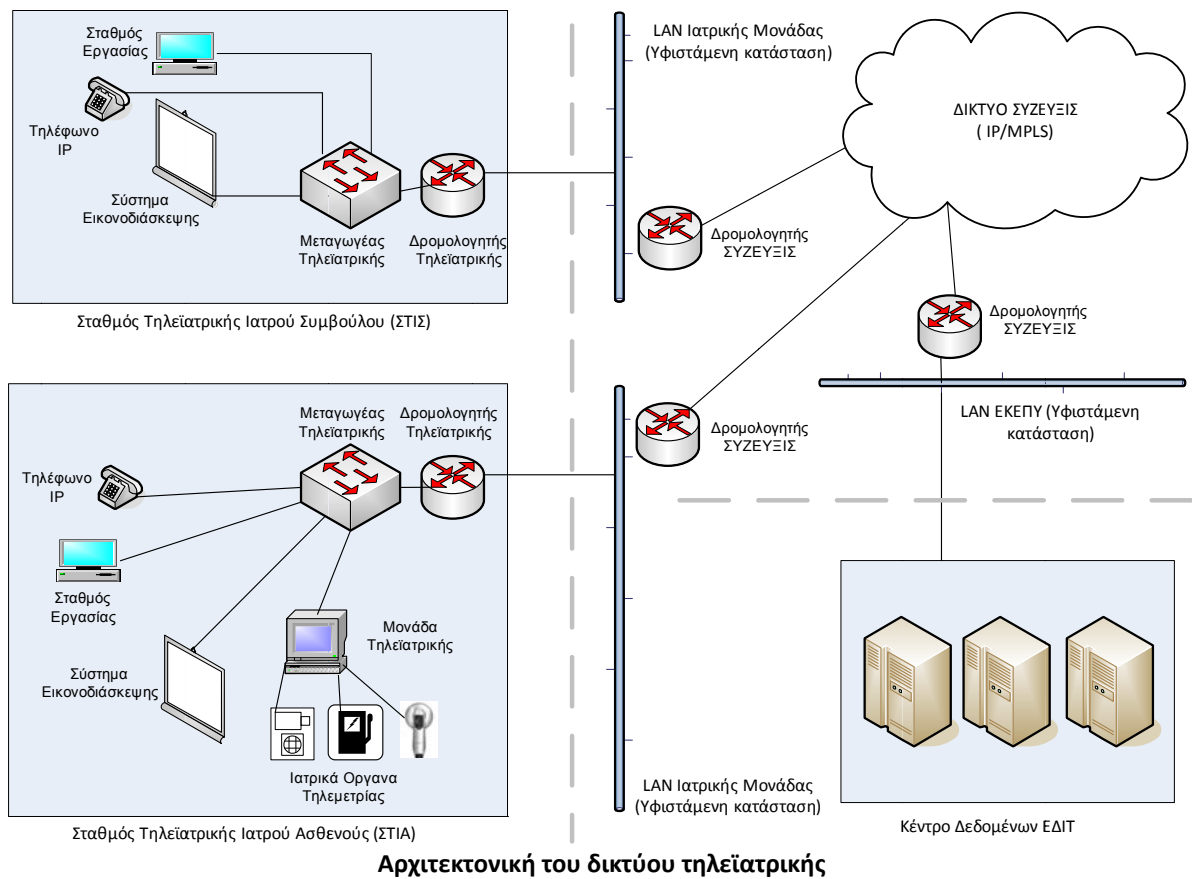 Σταθμός
Εργασίας
Τηλέφωνο
IP
Σύστημα
Εικονοδιάσκεψης
Μεταγωγέας
Τηλεϊατρικής
Δρομολογητής
Τηλεϊατρικής
Σταθμός Τηλεϊατρικής Ιατρού Συμβούλου (ΣΤΙΣ)
LAN Ιατρικής Μονάδας
(Υφιστάμενη κατάσταση)
ΔΙΚΤΥΟ ΣΥΖΕΥΞΙΣ
( IP/MPLS)
Δρομολογητής
ΣΥΖΕΥΞΙΣ
Δρομολογητής
ΣΥΖΕΥΞΙΣ
LAN ΕΚΕΠΥ (Υφιστάμενη
κατάσταση)
Μεταγωγέας
Τηλεϊατρικής
Δρομολογητής
Τηλεϊατρικής
Δρομολογητής
ΣΥΖΕΥΞΙΣ
Τηλέφωνο
IP
Σταθμός
Εργασίας
Σύστημα
Εικονοδιάσκεψης
Μονάδα
Τηλεϊατρικής
Ιατρικά Οργανα
Τηλεμετρίας
Σταθμός Τηλεϊατρικής Ιατρού Ασθενούς (ΣΤΙΑ)
LAN Ιατρικής Μονάδας
(Υφιστάμενη κατάσταση)
Κέντρο Δεδομένων ΕΔΙΤ
Αρχιτεκτονική του δικτύου τηλεϊατρικής